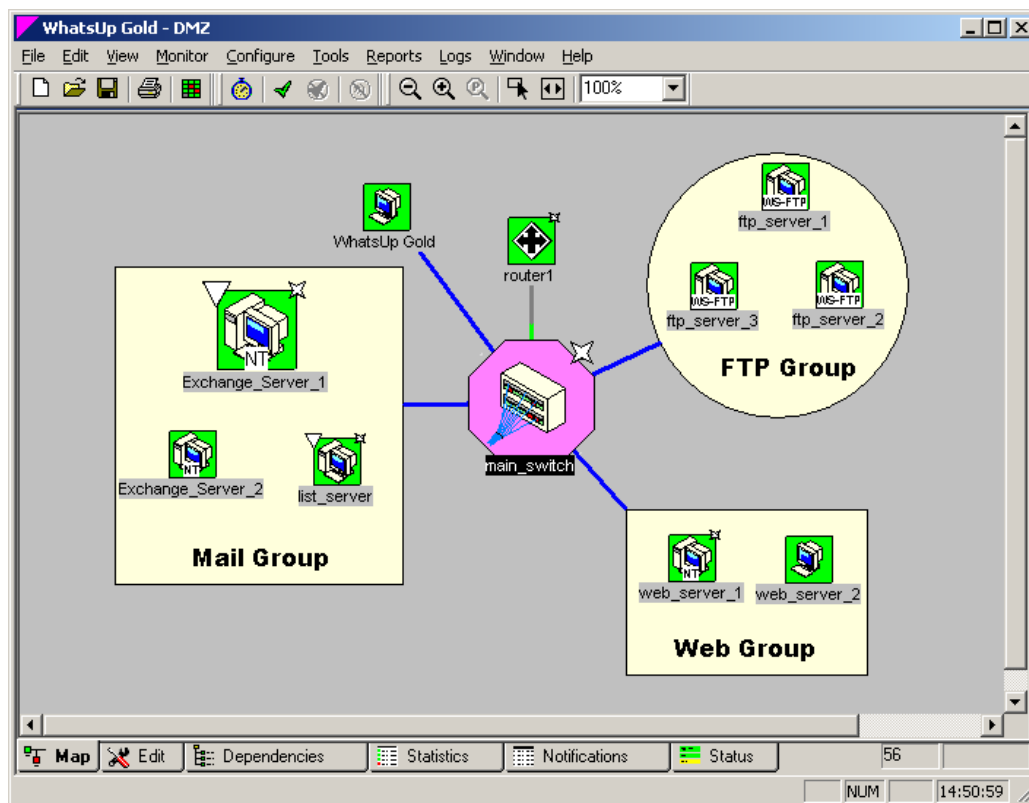 WhatsUp Gold - DMZ
File Edit View Monitor Configure Tools Reports Logs Window Help
100%
WS-FTP
ftp_server_1
WhatsUp Gold
router1
WS-FTP
ftp_server_3
WS-FTP
ftp_server_2
FTP Group
NT
Exchange_Server_1
main_switch
NT
Exchange_Server_2
list_server
Mail Group
NT
web_server_1
web_server_2
Web Group
Map Edit Dependencies Statistics Notifications Status 56
NUM 14:50:59